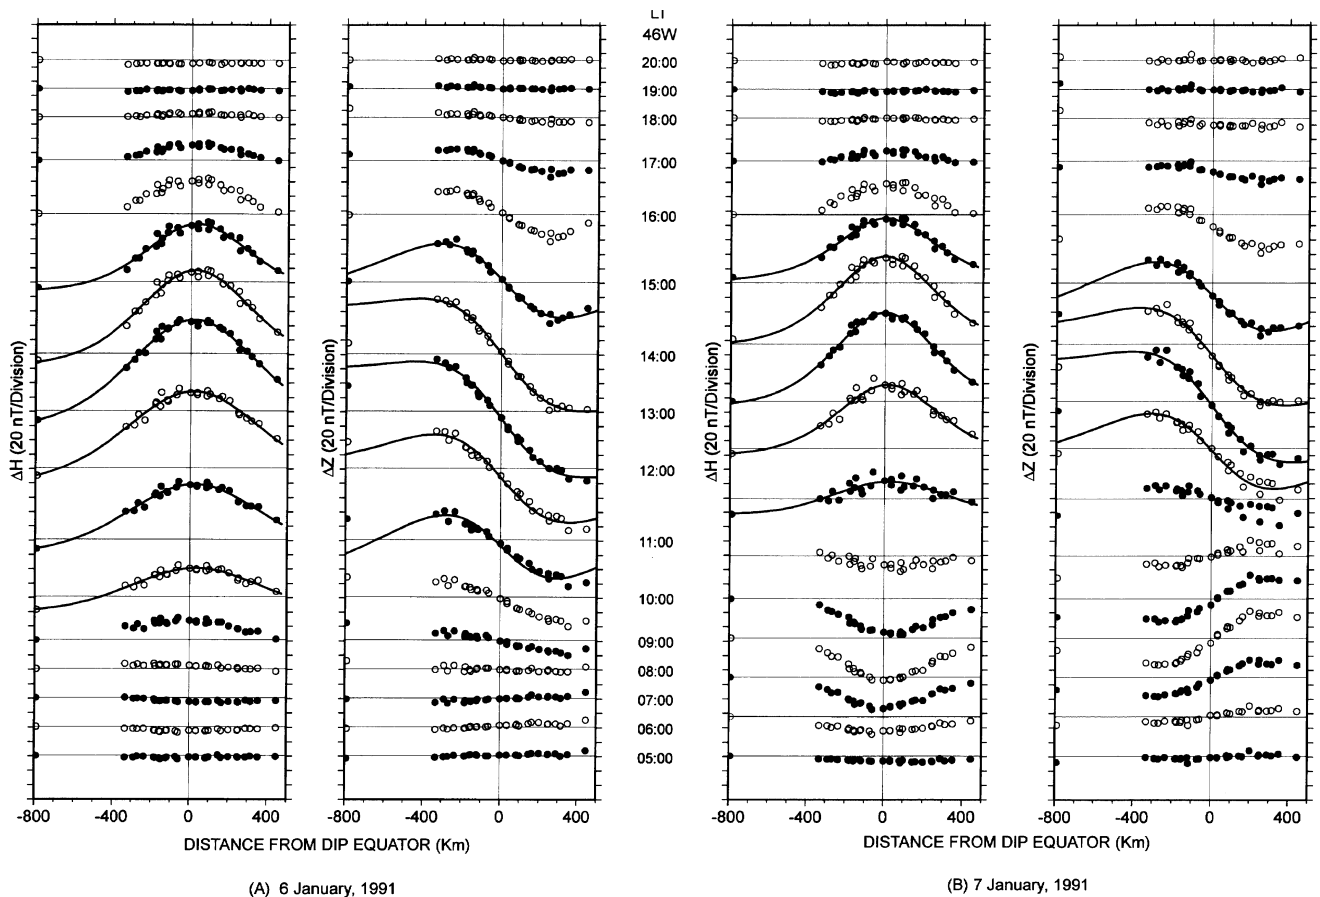 LT
46W
20:00
19:00
18:00
17:00
16:00
15:00
14:00
13:00
12:00
11:00
10:00
09:00
08:00
07:00
06:00
05:00
ΔH (20 nT/Division)
ΔZ (20 nT/Division)
ΔH (20 nT/Division)
ΔZ (20 nT/Division)
-800 -400 0 400
-800 -400 0 400
-800 -400 0 400
-800 -400 0 400
DISTANCE FROM DIP EQUATOR (Km)
DISTANCE FROM DIP EQUATOR (Km)
(A) 6 January, 1991
(B) 7 January, 1991